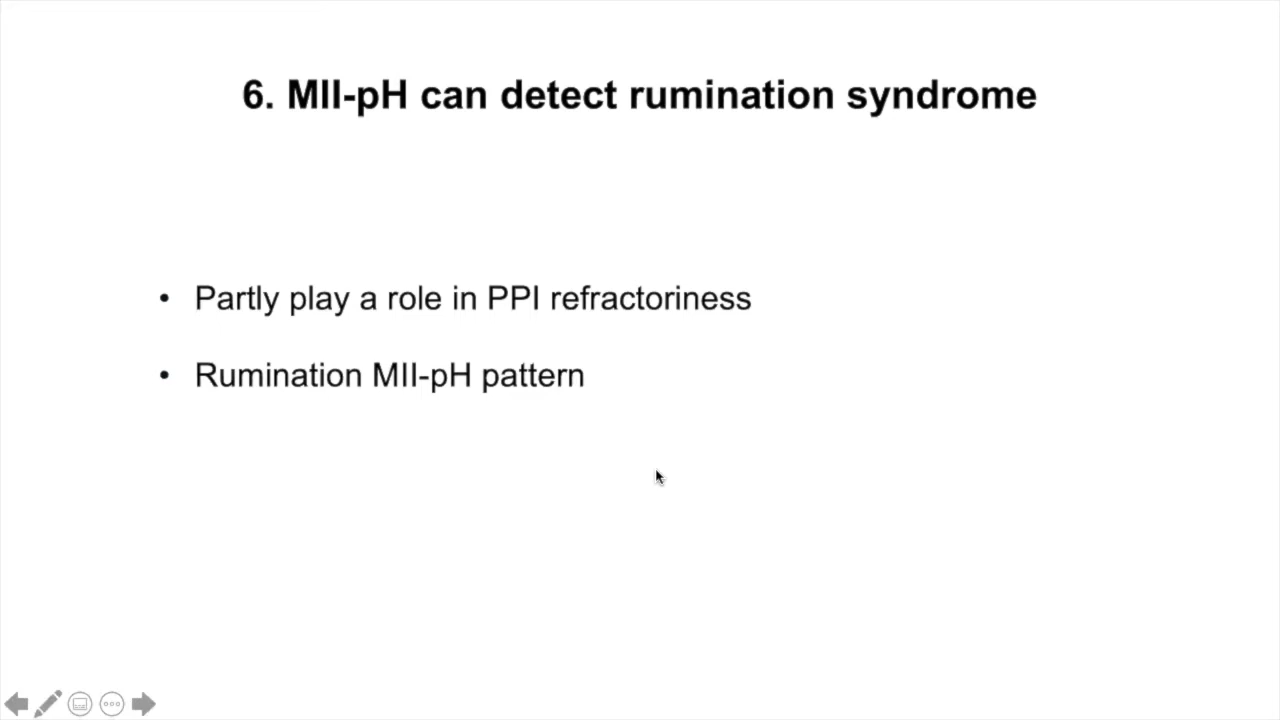 6. MII-pH can detect rumination syndrome
• Partly play a role in PPI refractoriness
• Rumination MII-pH pattern